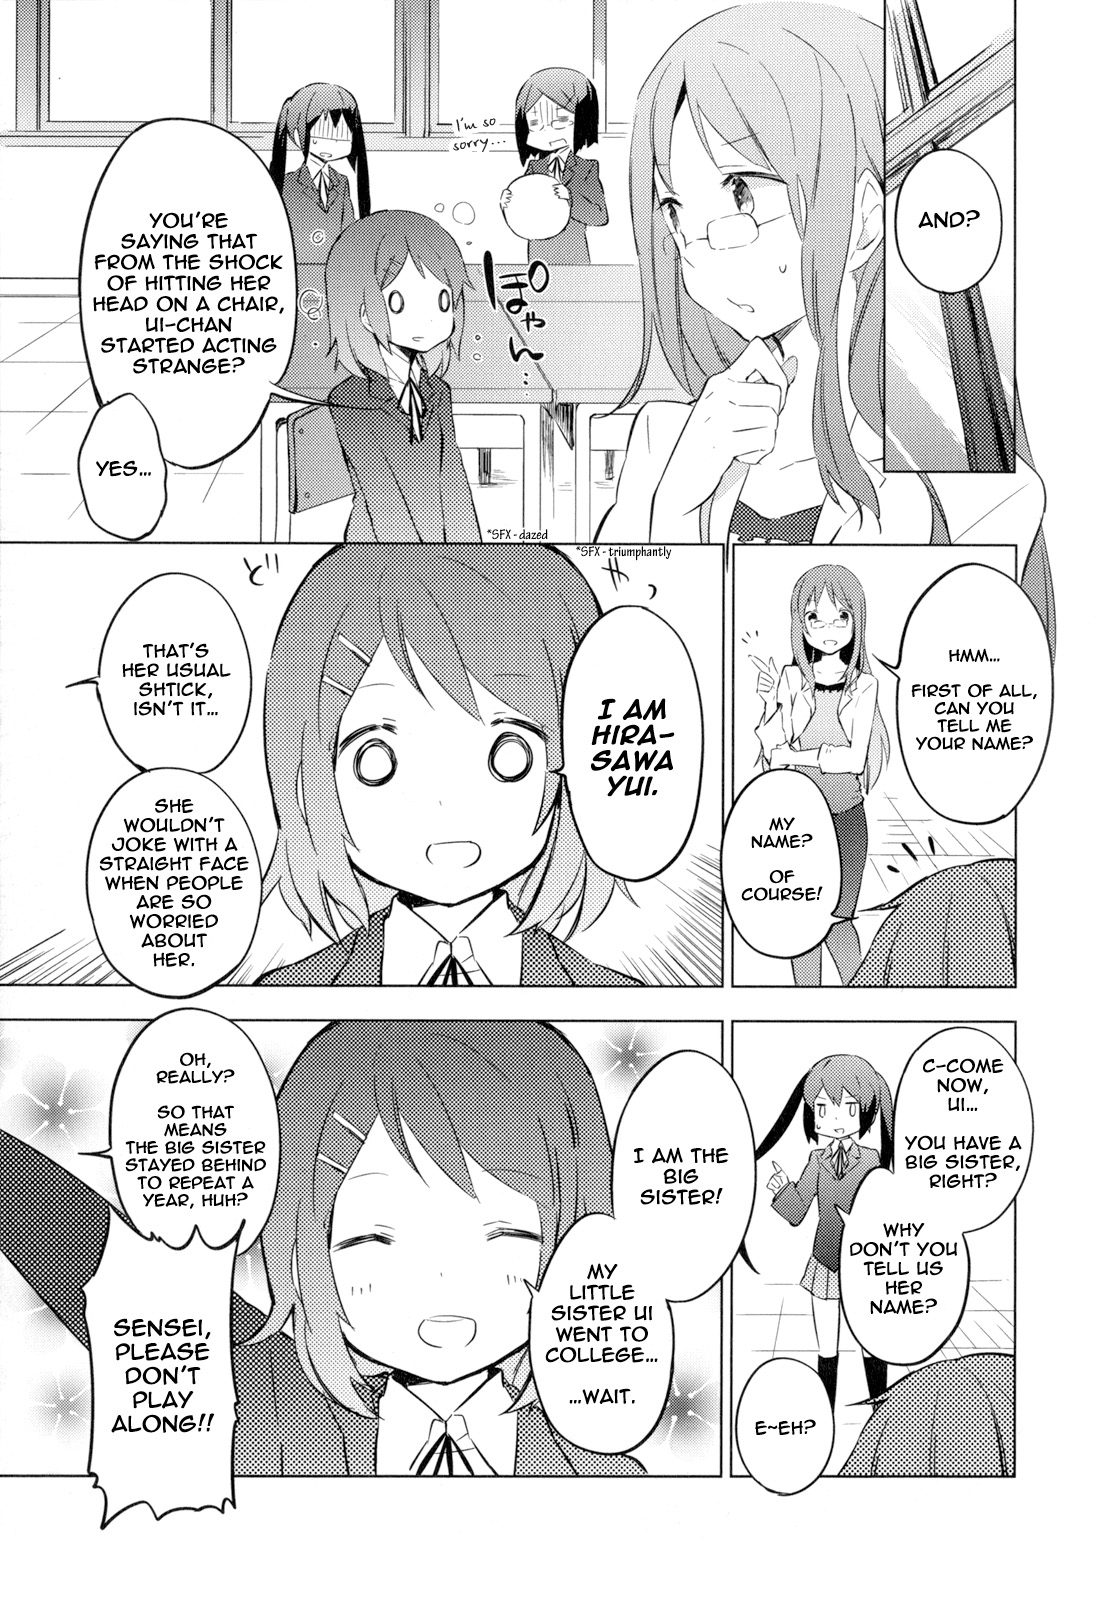 AND?
I'm so
sorry...
YOU'RE
SAYING THAT
FROM THE SHOCK
OF HITTING HER
HEAD ON A CHAIR,
UI-CHAN
STARTED ACTING
STRANGE?
ぽやん…
YES...
*SFX - dazed
HMM...
FIRST OF ALL,
CAN YOU
TELL ME
YOUR NAME?
MY
NAME?
OF
COURSE!
*SFX - triumphantly
どやっ
I AM
HIRA-
SAWA
YUI.
THAT'S
HER USUAL
SHTICK,
ISN'T IT...
SHE
WOULDN'T
JOKE WITH A
STRAIGHT FACE
WHEN PEOPLE
ARE SO
WORRIED
ABOUT
HER.
C-COME
NOW,
UI...
YOU HAVE A
BIG SISTER,
RIGHT?
WHY
DON'T YOU
TELL US
HER
NAME?
E~EH?
I AM THE
BIG
SISTER!
MY
LITTLE
SISTER UI
WENT TO
COLLEGE...
...WAIT.
OH,
REALLY?
SO THAT
MEANS
THE BIG SISTER
STAYED BEHIND
TO REPEAT A
YEAR, HUH?
SENSEI,
PLEASE
DON'T
PLAY
ALONG!!